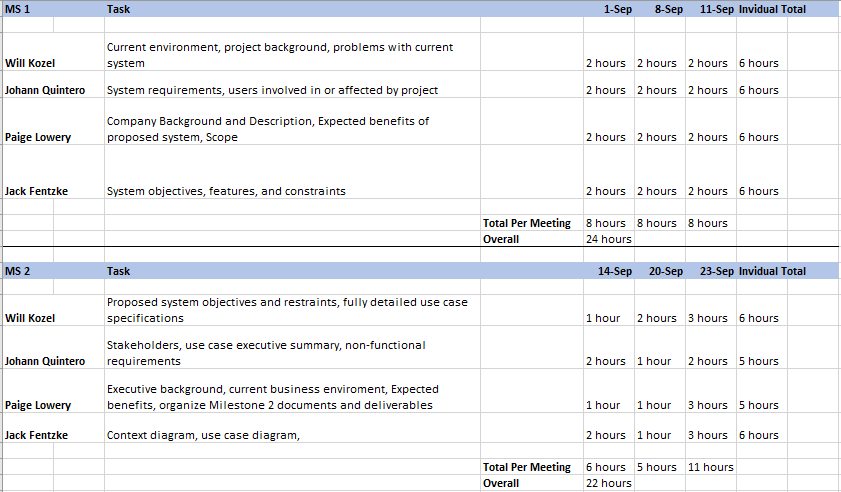 MS 1 Task 1-Sep 8-Sep 11-Sep Invidual Total
Current environment, project background, problems with current
Will Kozel system 2 hours 2 hours 2 hours 6 hours
Johann Quintero System requirements, users involved in or affected by project 2 hours 2 hours 2 hours 6 hours
Company Background and Description, Expected benefits of
Paige Lowery proposed system, Scope 2 hours 2 hours 2 hours 6 hours
Jack Fentzke System objectives, features, and constraints 2 hours 2 hours 2 hours 6 hours
Total Per Meeting 8 hours 8 hours 8 hours
Overall 24 hours
MS 2 Task 14-Sep 20-Sep 23-Sep Invidual Total
Proposed system objectives and restraints, fully detailed use case
Will Kozel specifications 1 hour 2 hours 3 hours 6 hours
Stakeholders, use case executive summary, non-functional
Johann Quintero requirements 2 hours 1 hour 2 hours 5 hours
Executive background, current business enviroment, Expected
Paige Lowery benefits, organize Milestone 2 documents and deliverables 1 hour 1 hour 3 hours 5 hours
Jack Fentzke Context diagram, use case diagram, 2 hours 1 hour 3 hours 6 hours
Total Per Meeting 6 hours 5 hours 11 hours
Overall 22 hours